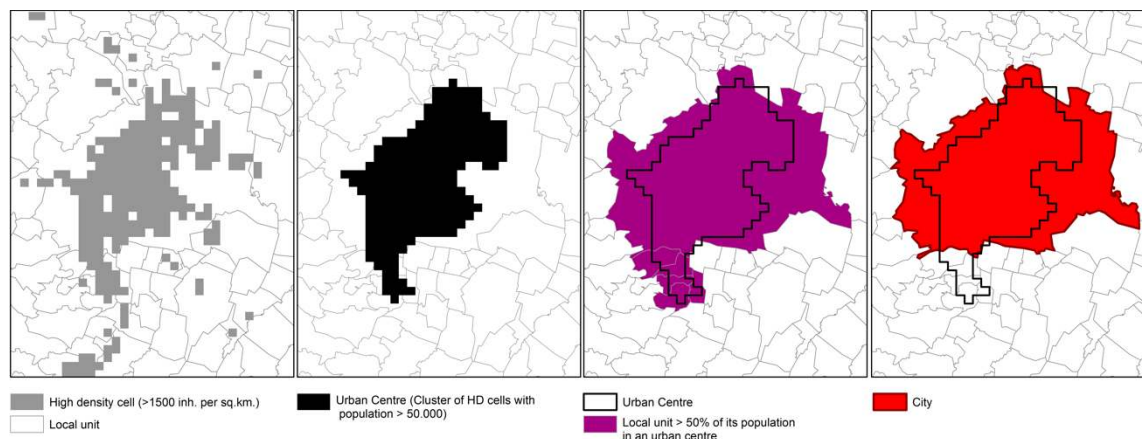 High density cell (>1500 inh. per sq.km.)
Local unit
Urban Centre (Cluster of HD cells with
population > 50.000)
Urban Centre
Local unit > 50% of its population
in an urban centre
City